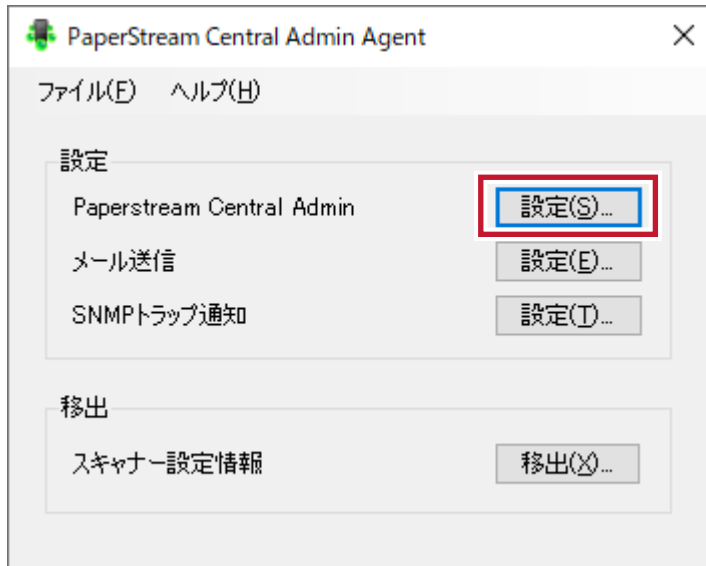 PaperStream Central Admin Agent
ファイル(F) ヘルプ(H)
設定
Paperstream Central Admin 設定(S)...
メール送信 設定(E)...
SNMPトラップ通知 設定(T)...
移出
スキャナー設定情報 移出(X)...